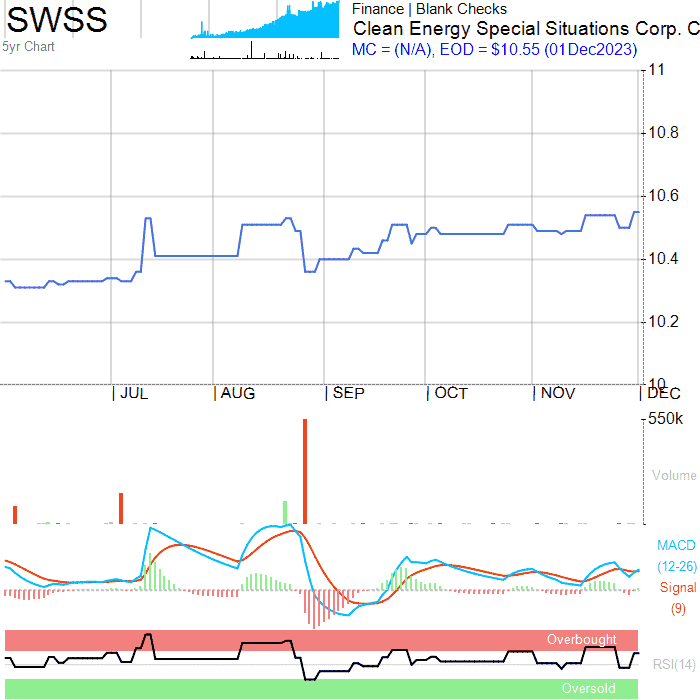 SWSS
5yr Chart
Finance | Blank Checks
Clean Energy Special Situations Corp. C
MC = (N/A), EOD = $10.55 (01Dec2023)
11
10.8
10.6
10.4
10.2
10
| JUL
| AUG
| SEP
| OCT
| NOV
| DEC
550k
Volume
MACD
(12-26)
Signal
(9)
Overbought
RSI(14)
Oversold